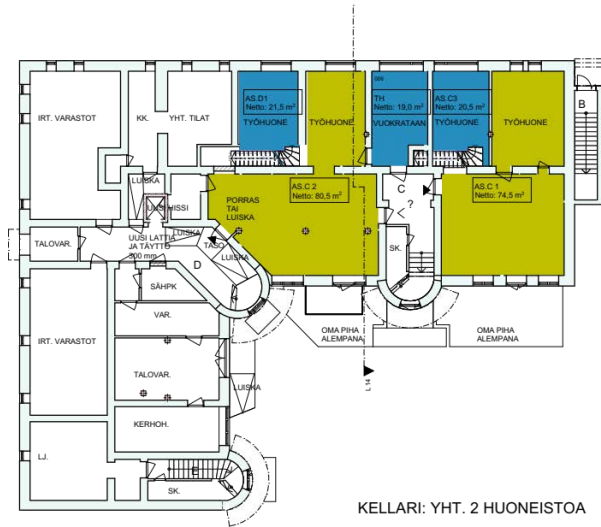 IRT. VARASTOT
KK.
YHT. TILAT
AS.D1
Netto: 21,5 m²
TYÖHUONE
TYÖHUONE
TH
Netto: 19,0 m²
VUOKRATAAN
AS.C3
Netto: 20,5 m²
TYÖHUONE
TYÖHUONE
B
LUISKA
UUSI HISSI
AS.C 2
Netto: 80,5 m²
PORRAS
TAI
LUISKA
C
?
AS.C 1
Netto: 74,5 m²
TALOVAR.
UUSI LATTIA
JA TÄYTTÖ
300 mm
LUISKA
TASO
LUISKA
D
SK.
SÄHPK
VAR.
IRT. VARASTOT
TALOVAR.
LUISKA
OMA PIHA
ALEMPANA
OMA PIHA
ALEMPANA
L 14
KERHOH.
LJ.
E
SK.
KELLARI: YHT. 2 HUONEISTOA